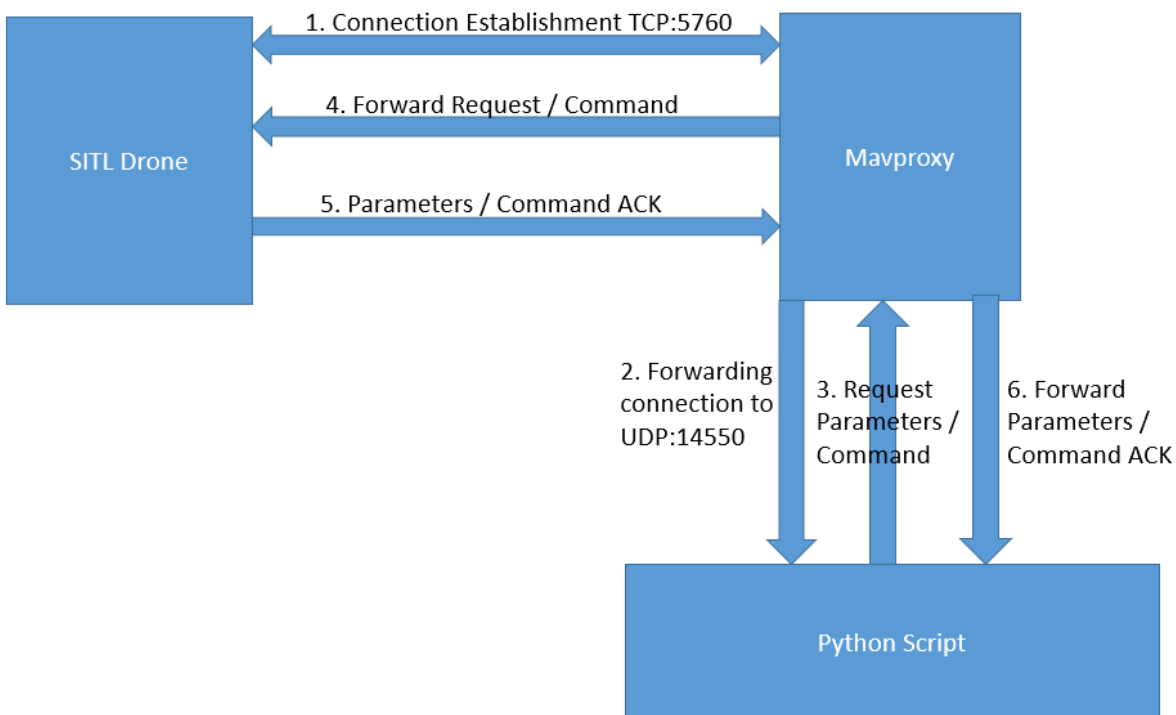 1. Connection Establishment TCP:5760
4. Forward Request / Command
SITL Drone
Mavproxy
5. Parameters / Command ACK
2. Forwarding
connection to
UDP:14550
3. Request
Parameters /
Command
6. Forward
Parameters /
Command ACK
Python Script